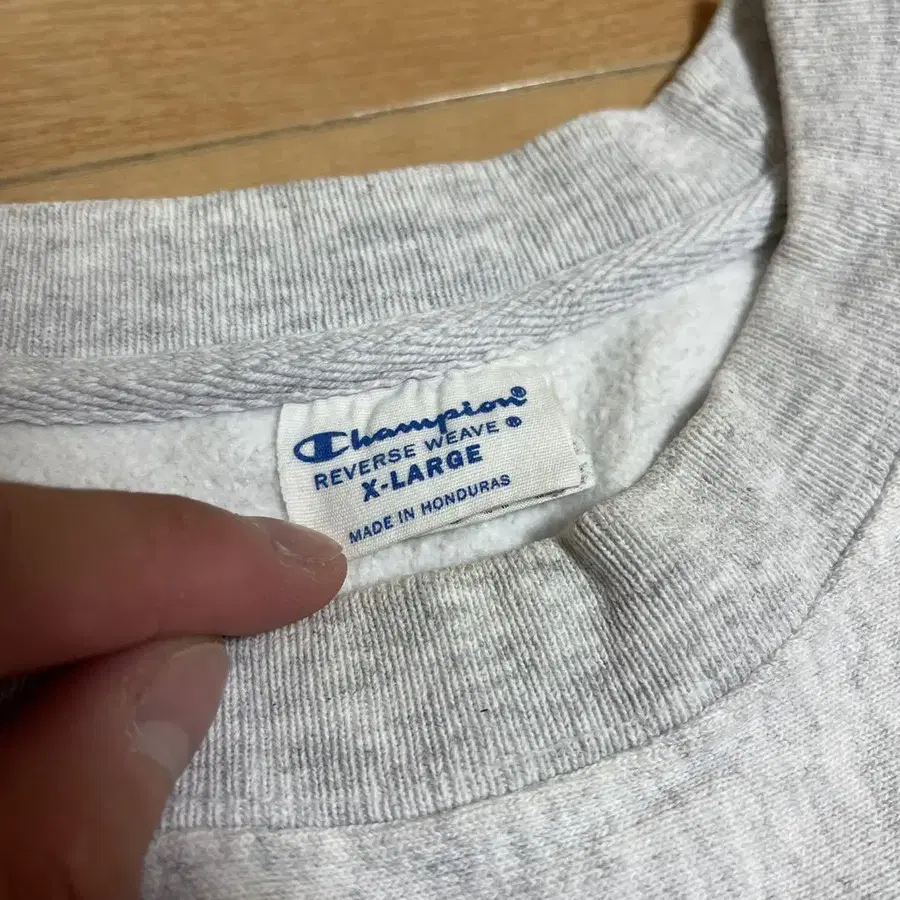 Champion®
REVERSE WEAVE®
X-LARGE
MADE IN HONDURAS